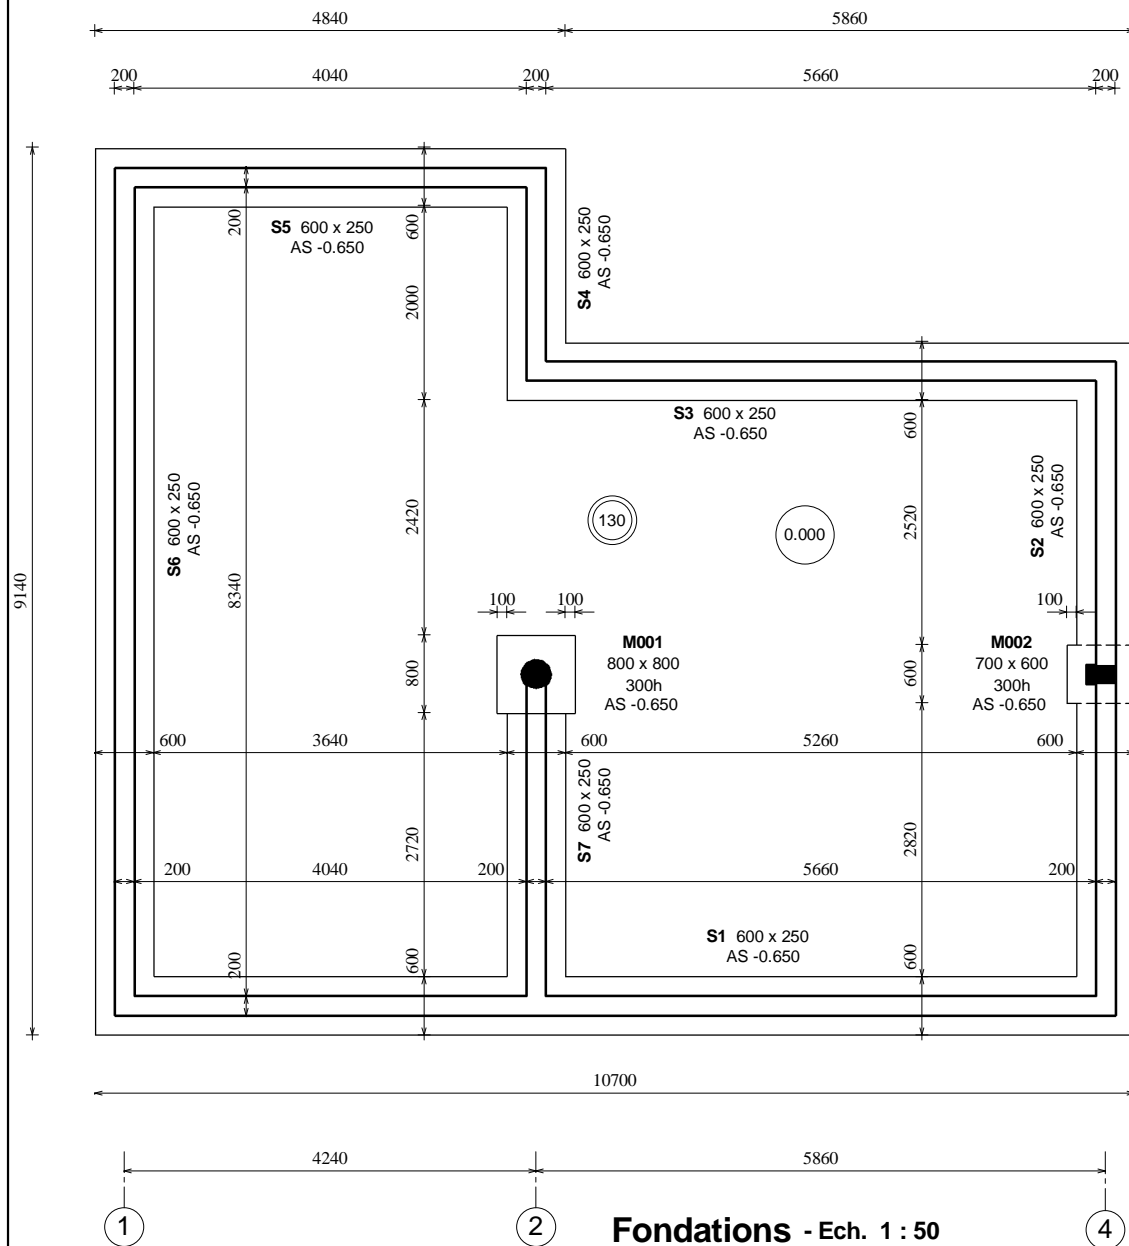 4840 5860
200 4040 200 5660 200
S5 600 x 250
AS -0.650
200
600
S4 600 x 250
AS -0.650
2000
S3 600 x 250
AS -0.650
600
S6 600 x 250
AS -0.650
2420
130
0.000
2520
S2 600 x 250
AS -0.650
9140
8340
100 100 100
M001
800 x 800
300h
AS -0.650
M002
700 x 600
300h
AS -0.650
800
600
600 3640 600 5260 600
S7 600 x 250
AS -0.650
2720
2820
200 4040 200 5660 200
S1 600 x 250
AS -0.650
200
600
600
10700
4240 5860
1 2 4
Fondations - Ech. 1 : 50